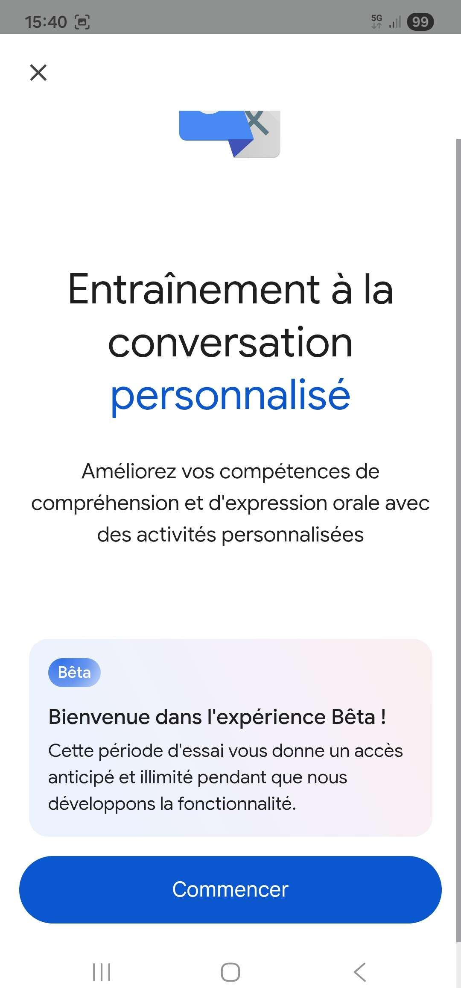 15:40
5G
99
Entraînement à la
conversation
personnalisé
Améliorez vos compétences de
compréhension et d'expression orale avec
des activités personnalisées
Bêta
Bienvenue dans l'expérience Bêta !
Cette période d'essai vous donne un accès
anticipé et illimité pendant que nous
développons la fonctionnalité.
Commencer